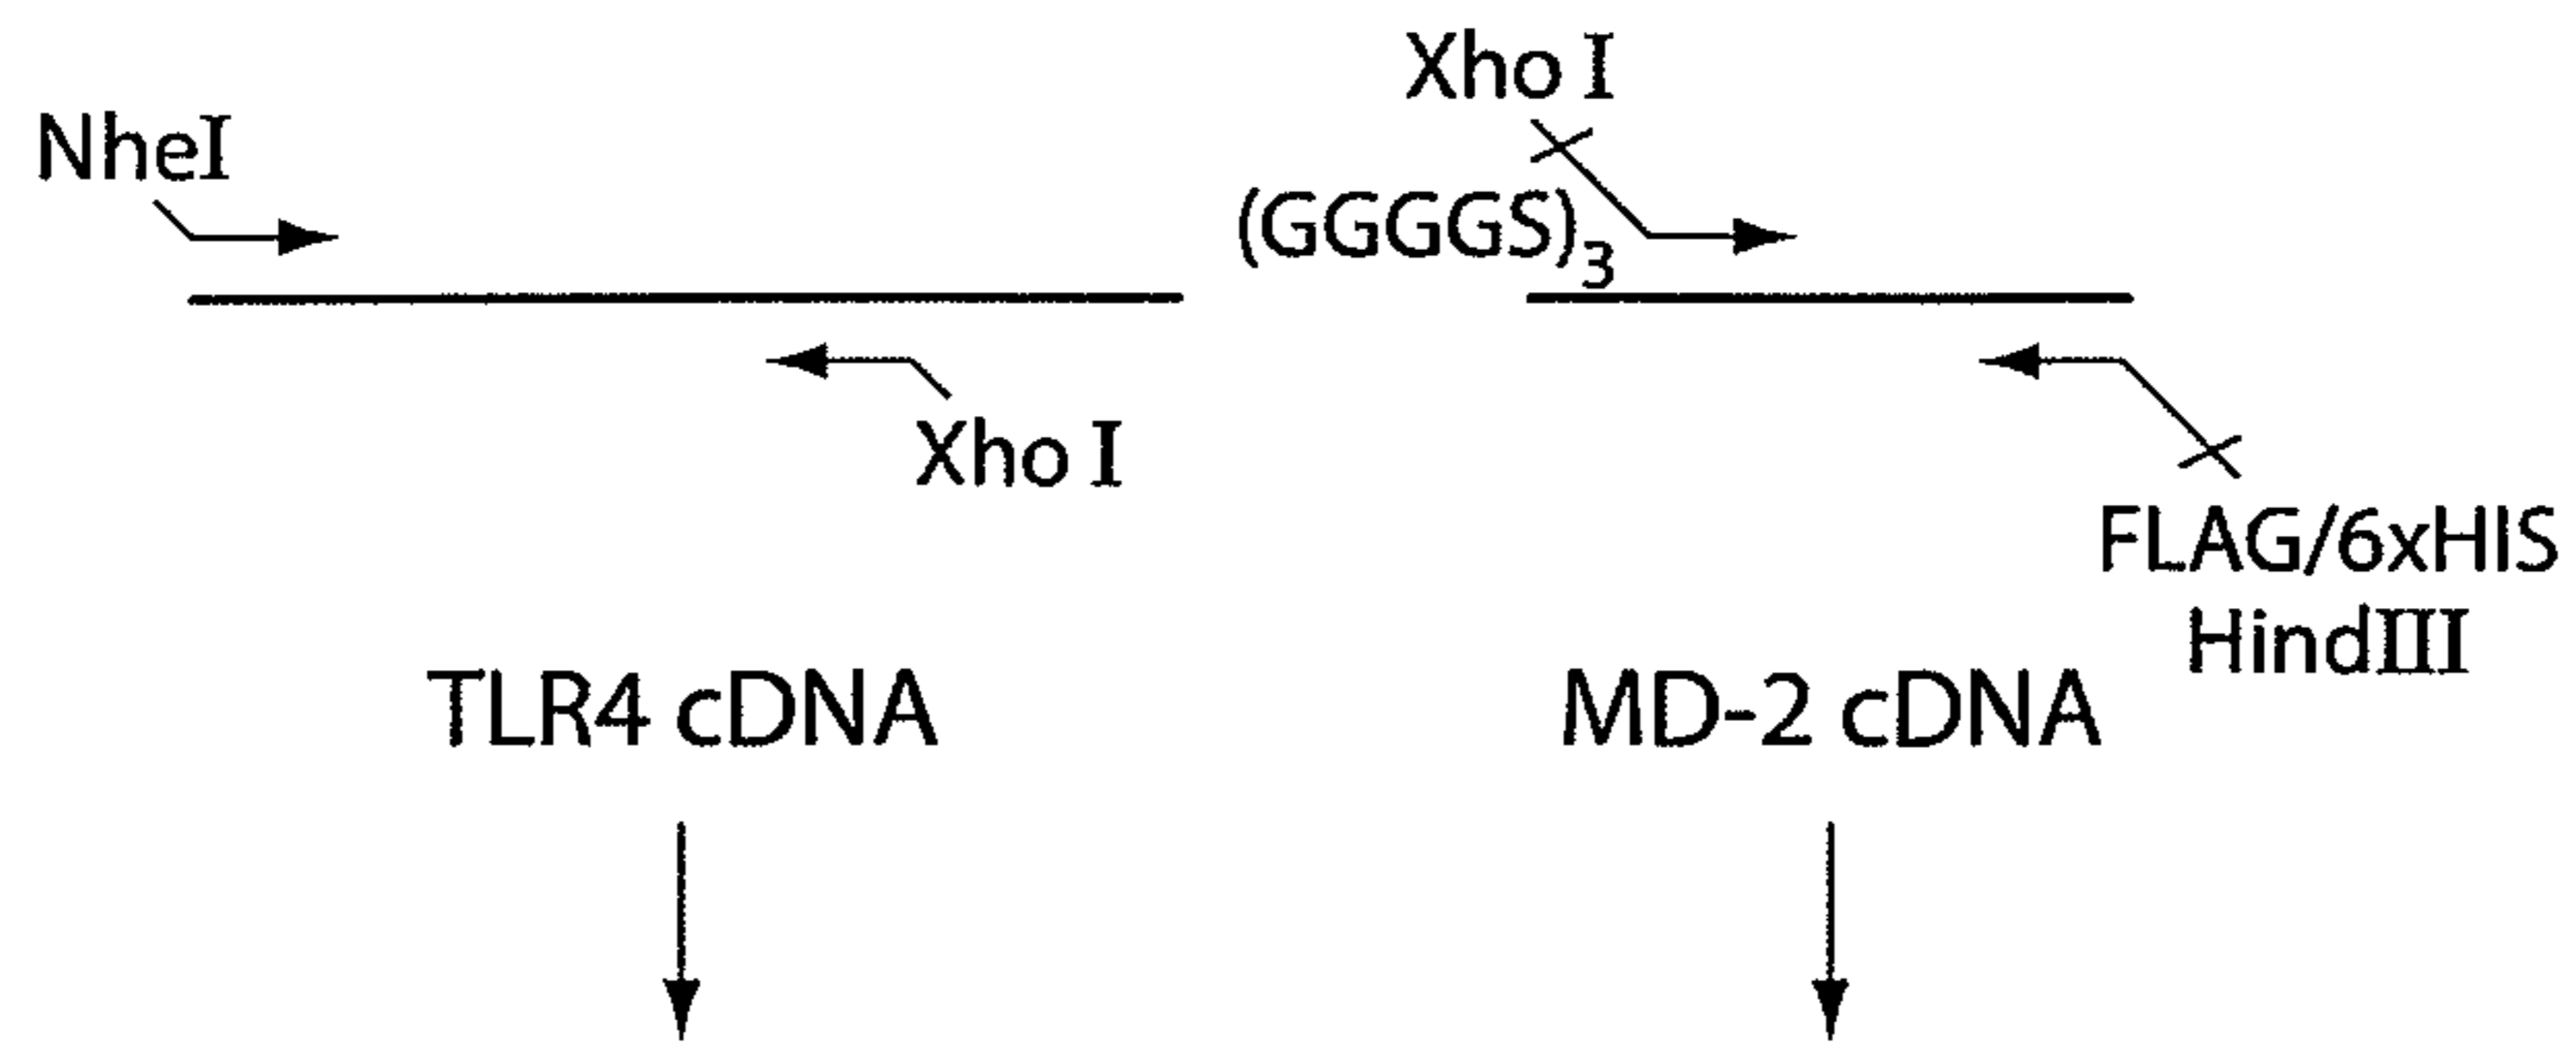 NheI
Xho I
(GGGGS)3
Xho I
FLAG/6xHIS
HindIII
TLR4 cDNA
MD-2 cDNA